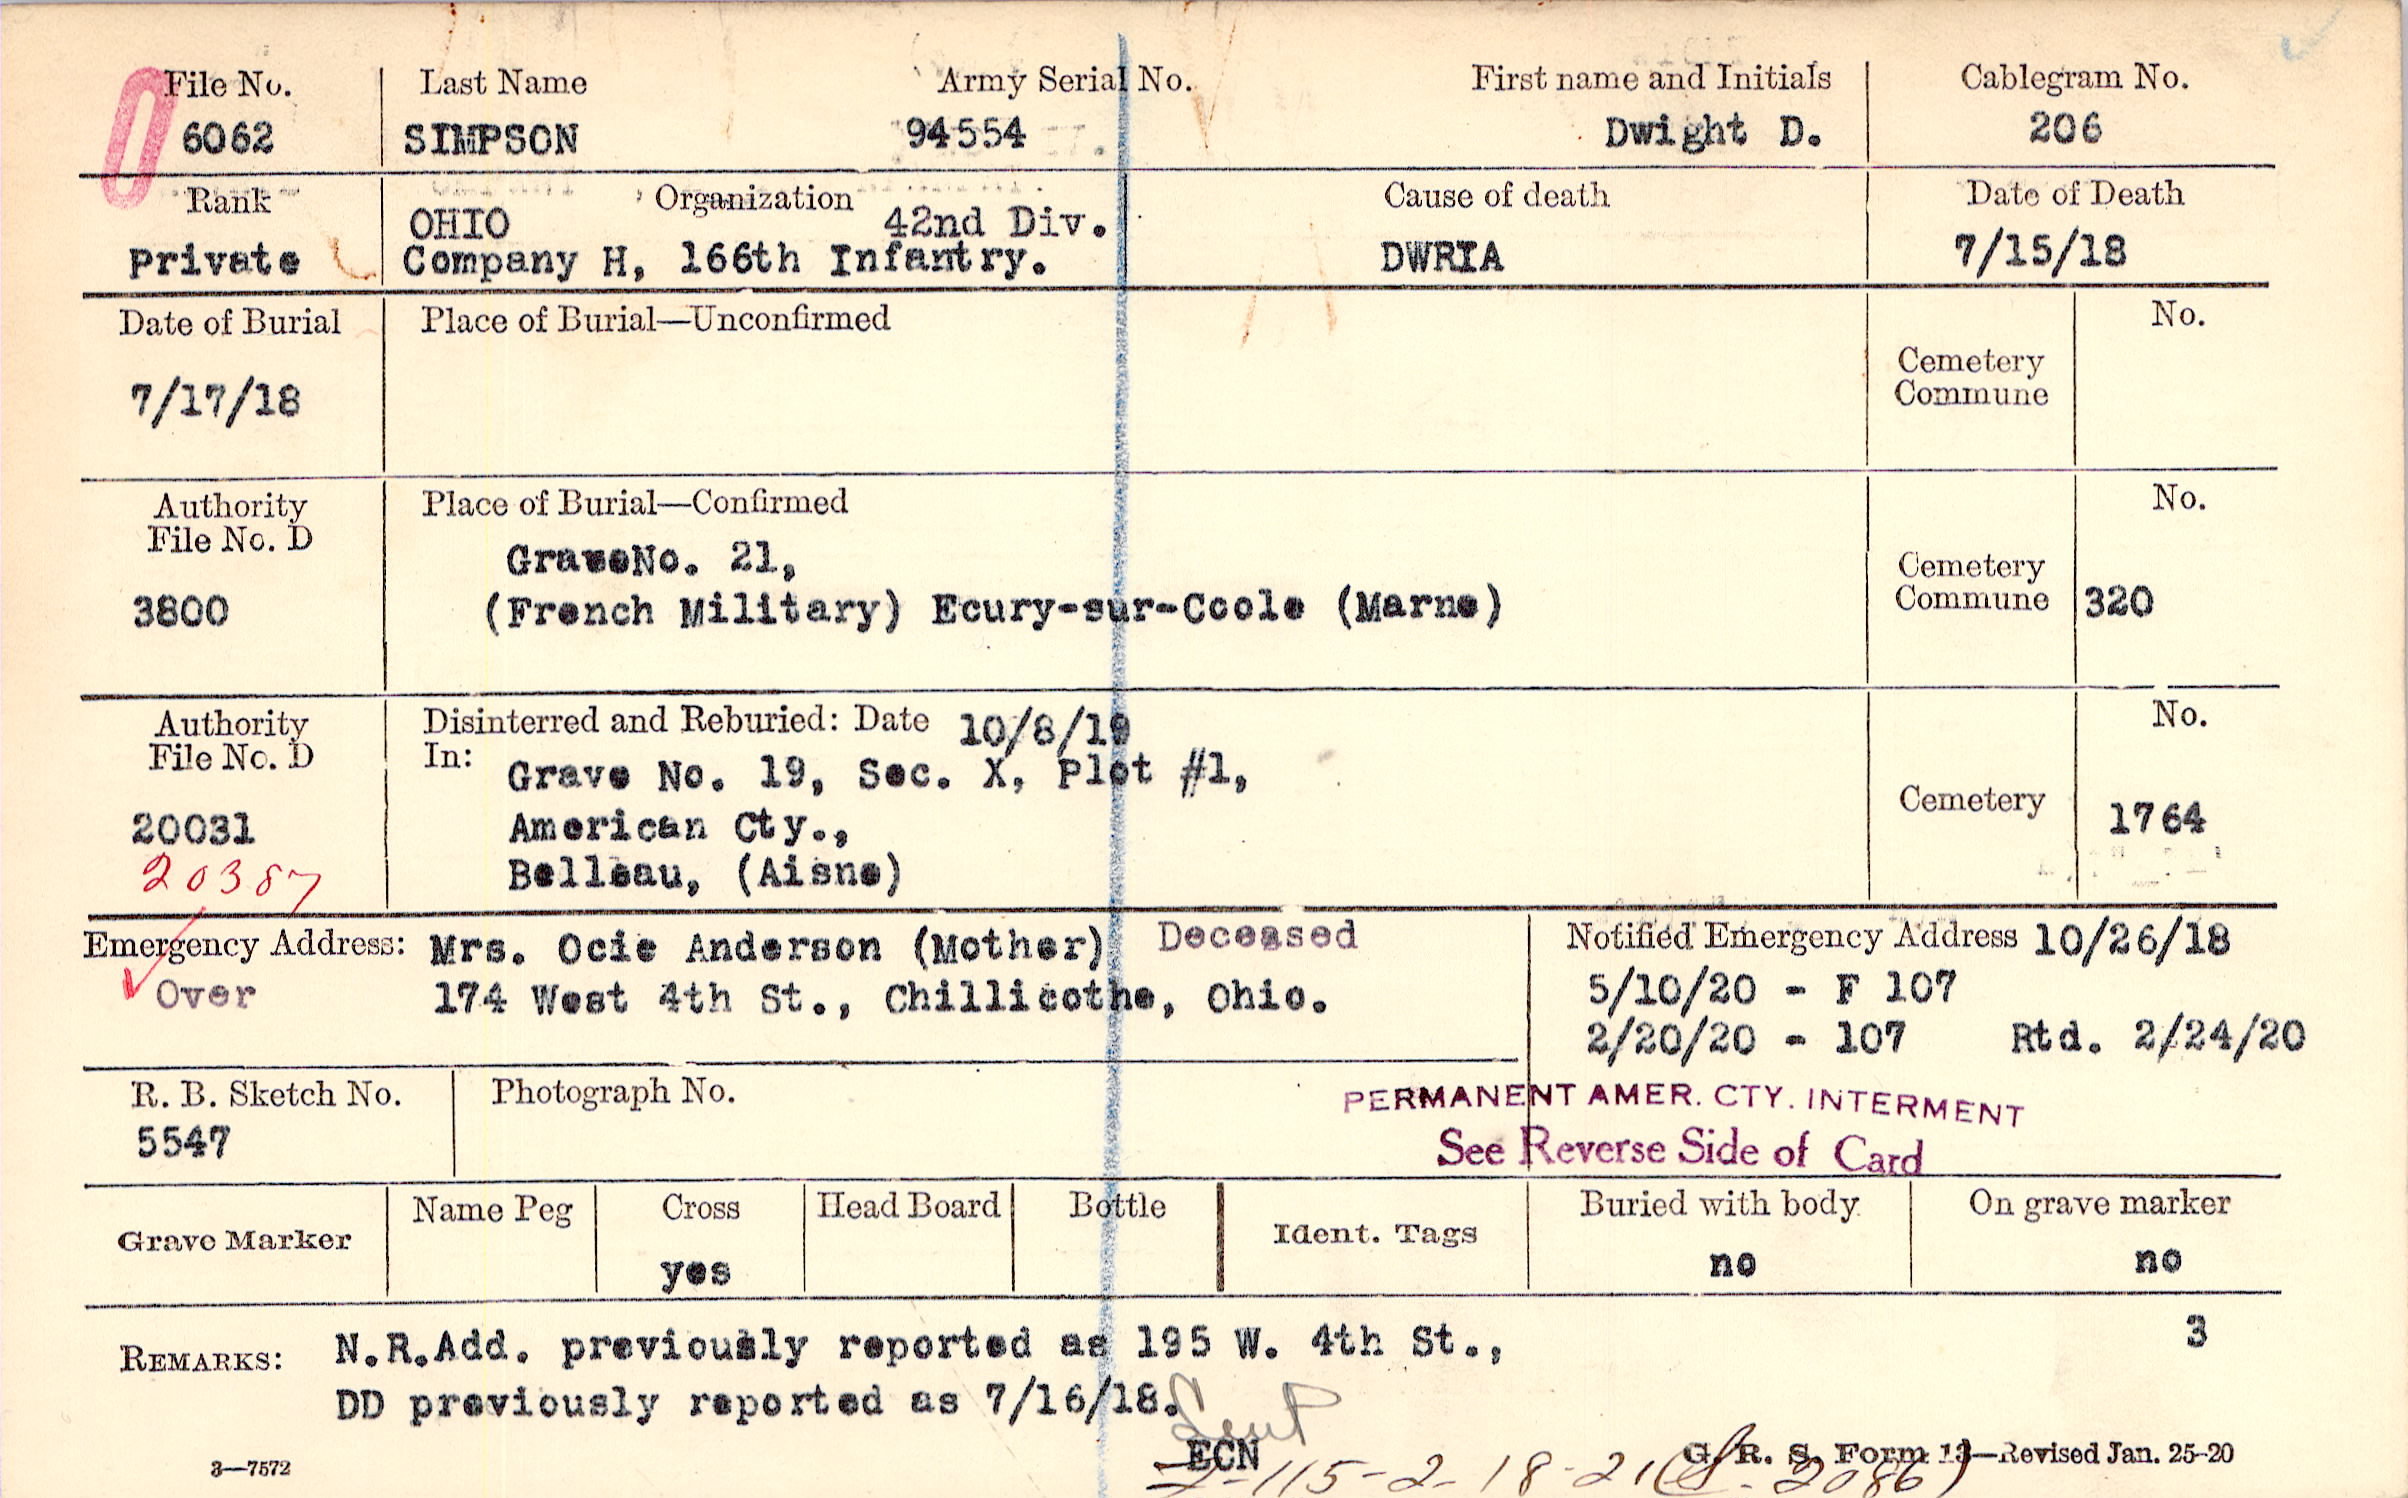 File No. Last Name Army Serial No. First name and Initials Cablegram No.
6062 SIMPSON 94554 Dwight D. 206
Rank Organization Cause of death Date of Death
OHIO 42nd Div.
Private Company H, 166th Infantry. DWRIA 7/15/18
Date of Burial Place of Burial—Unconfirmed No.
Cemetery
Commune
7/17/18
Authority Place of Burial—Confirmed No.
File No. D
GraveNo. 21,
Cemetery
3800 (French Military) Ecury-sur-Coole (Marne) Commune 320
Authority Disinterred and Reburied: Date 10/8/19 No.
File No. D In:
Grave No. 19, Sec. X, Plot #1,
Cemetery 1764
20031 American Cty.,
20387 Belleau, (Aisne)
Emergency Address: Mrs. Ocie Anderson (Mother) Deceased Notified Emergency Address 10/26/18
Over 174 West 4th St., Chillicothe, Ohio. 5/10/20 - F 107
2/20/20 - 107 Rtd. 2/24/20
R. B. Sketch No. Photograph No. PERMANENT AMER. CTY. INTERMENT
5547 See Reverse Side of Card
Grave Marker Name Peg Cross Head Board Bottle Ident. Tags Buried with body On grave marker
yes no no
3
REMARKS: N.R.Add. previously reported as 195 W. 4th St.,
DD previously reported as 7/16/18.
ECN
3—7572 G. R. S. Form 13—Revised Jan. 25-20
-115-2-18-21